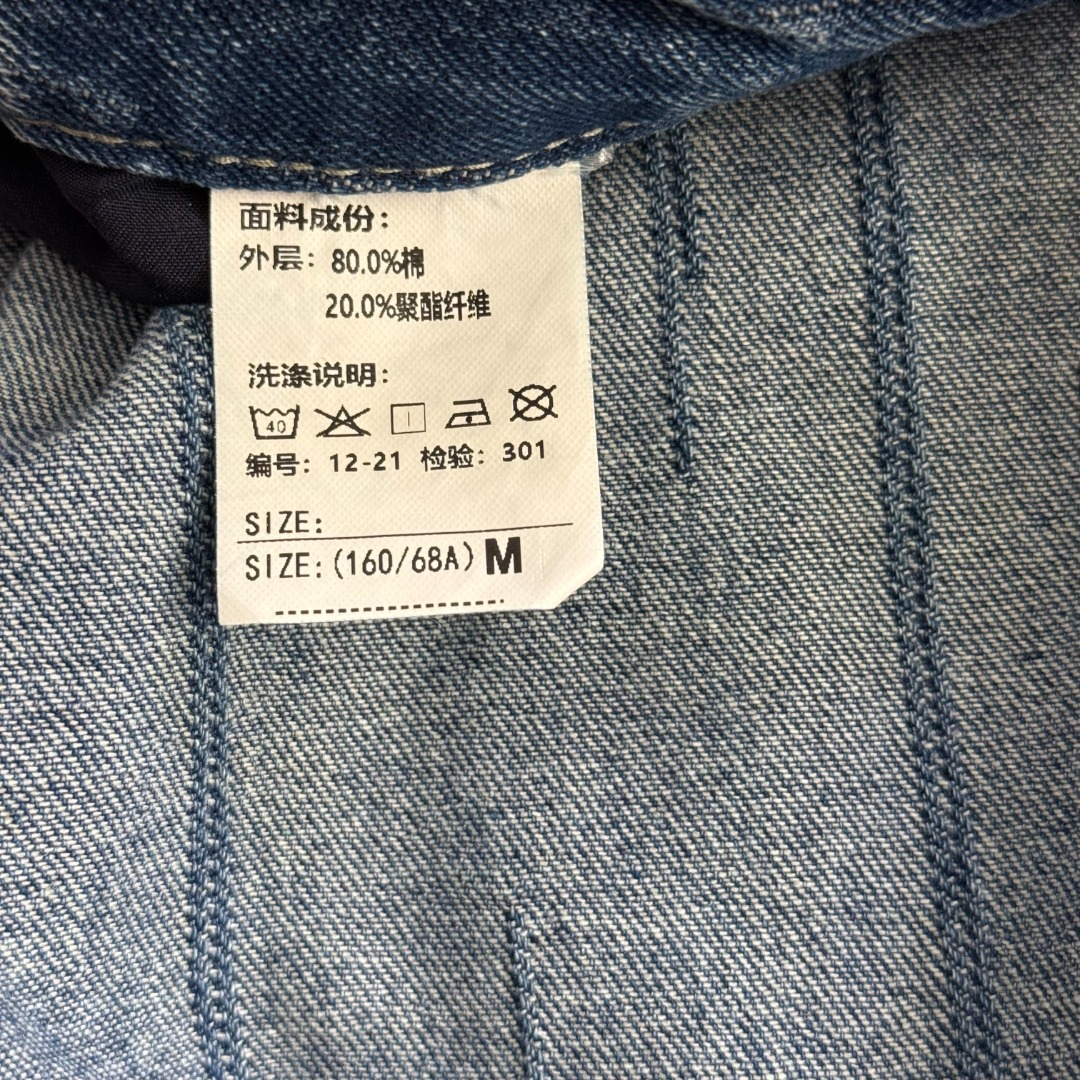 面料成份：
外层：80.0%棉
20.0%聚酯纤维
洗涤说明：
40
编号：12-21 检验：301
SIZE:
SIZE:(160/68A) M